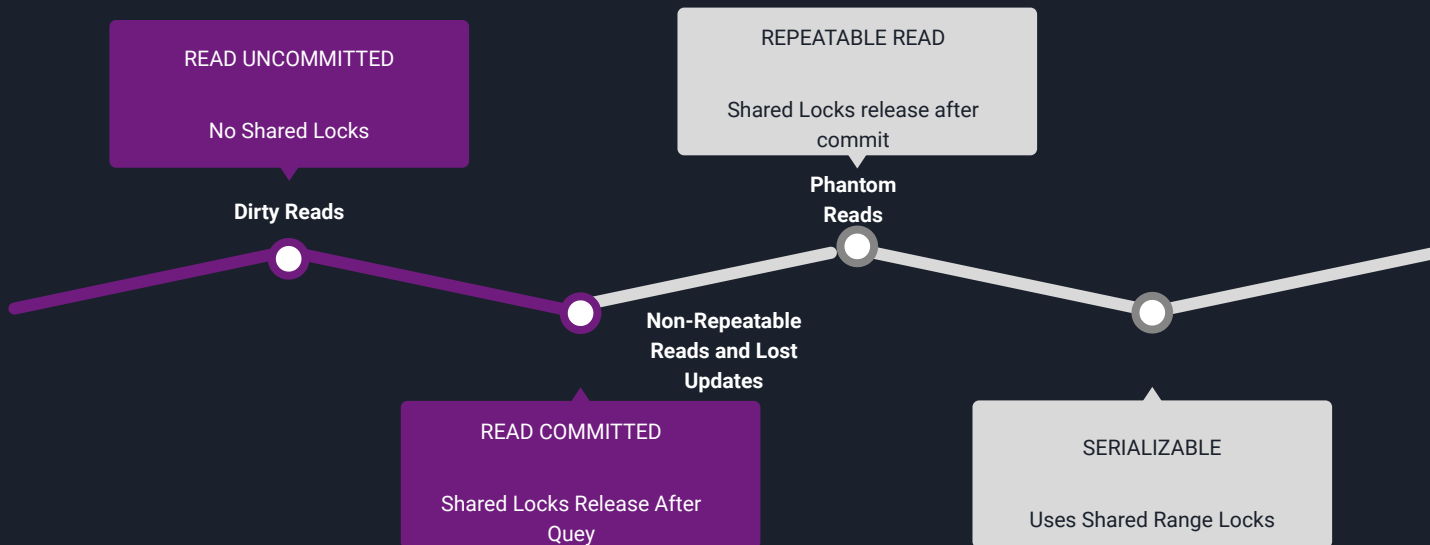 READ UNCOMMITTED
No Shared Locks
Dirty Reads
READ COMMITTED
Shared Locks Release After
Quey
Non-Repeatable
Reads and Lost
Updates
REPEATABLE READ
Shared Locks release after
commit
Phantom
Reads
SERIALIZABLE
Uses Shared Range Locks